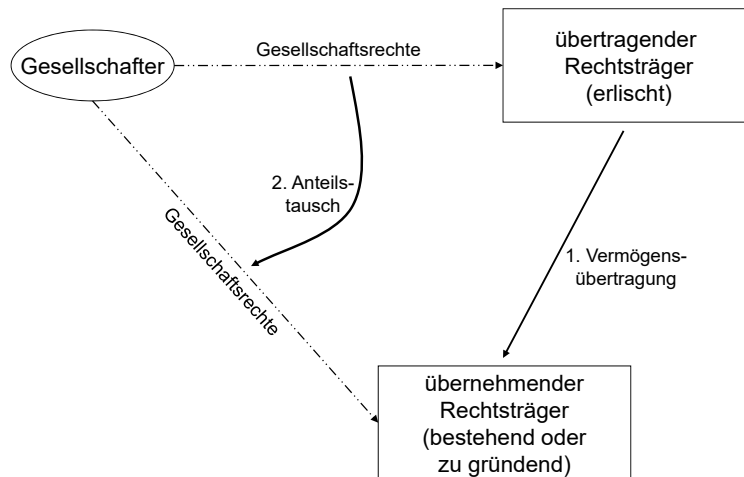 Gesellschafter
Gesellschaftsrechte
übertragender
Rechtsträger
(erlischt)
2. Anteils-
tausch
Gesellschaftsrechte
1. Vermögens-
übertragung
übernehmender
Rechtsträger
(bestehend oder
zu gründend)